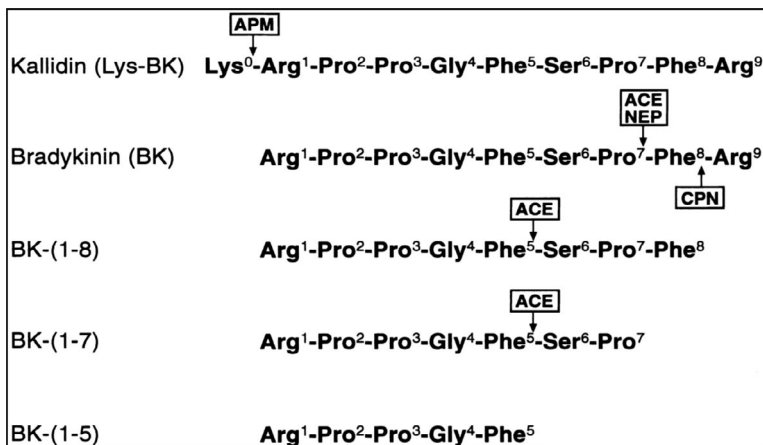 APM
Kallidin (Lys-BK) Lys⁰-Arg¹-Pro²-Pro³-Gly⁴-Phe⁵-Ser⁶-Pro⁷-Phe⁸-Arg⁹
ACE
NEP
Bradykinin (BK) Arg¹-Pro²-Pro³-Gly⁴-Phe⁵-Ser⁶-Pro⁷-Phe⁸-Arg⁹
CPN
ACE
BK-(1-8) Arg¹-Pro²-Pro³-Gly⁴-Phe⁵-Ser⁶-Pro⁷-Phe⁸
ACE
BK-(1-7) Arg¹-Pro²-Pro³-Gly⁴-Phe⁵-Ser⁶-Pro⁷
BK-(1-5) Arg¹-Pro²-Pro³-Gly⁴-Phe⁵